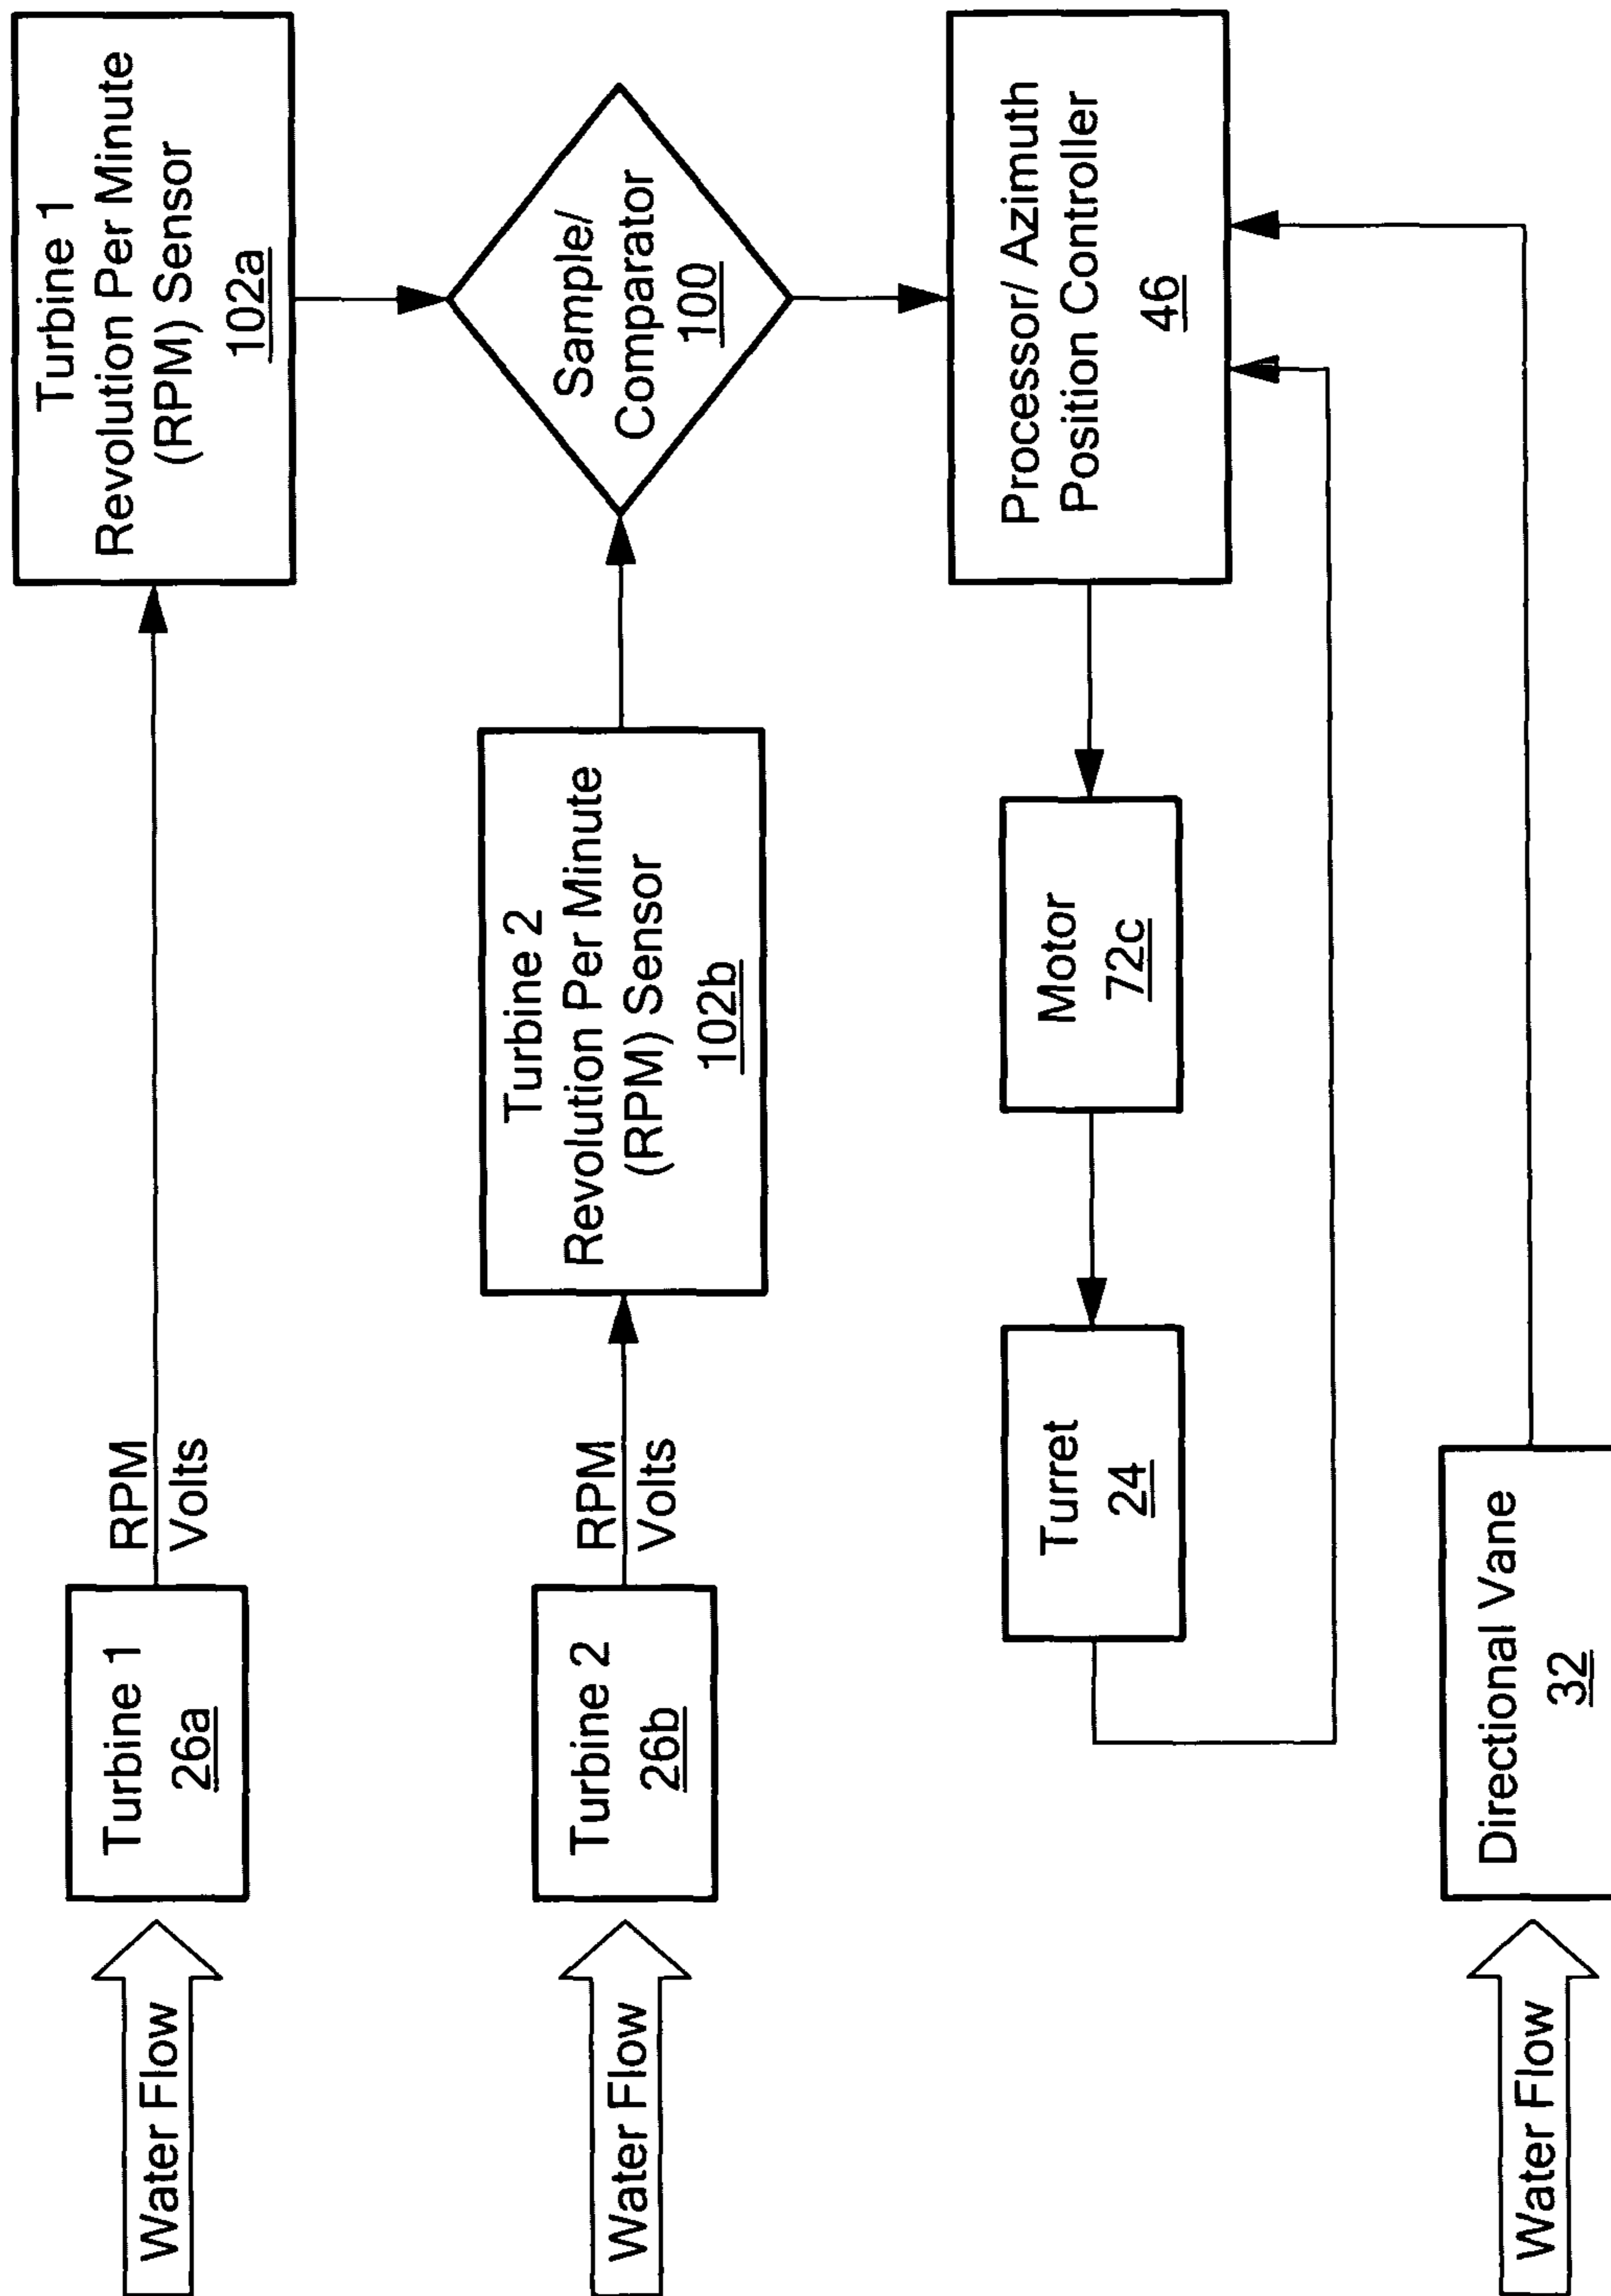 Water Flow
Turbine 1
26a
RPM
Volts
Turbine 1
Revolution Per Minute
(RPM) Sensor
102a
Water Flow
Turbine 2
26b
RPM
Volts
Turbine 2
Revolution Per Minute
(RPM) Sensor
102b
Sample/
Comparator
100
Turret
24
Motor
72c
Processor/ Azimuth
Position Controller
46
Water Flow
Directional Vane
32